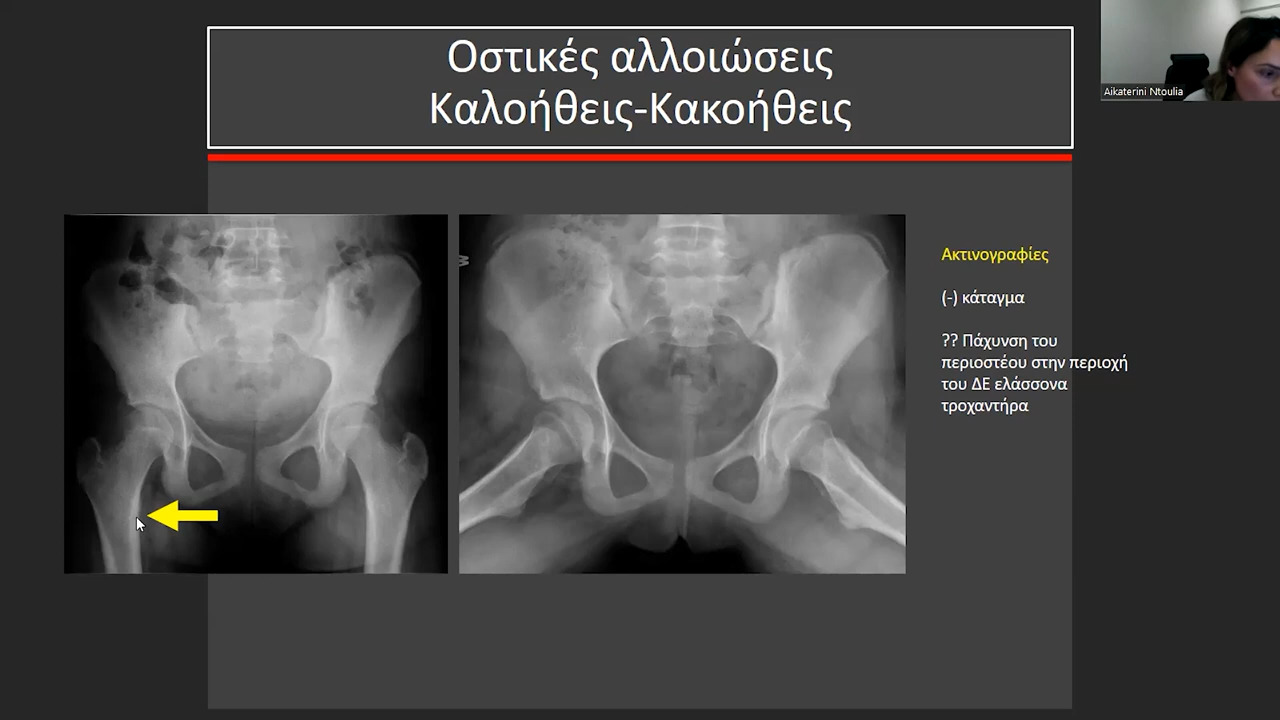 Οστικές αλλοιώσεις
Καλοήθεις-Κακοήθεις
Aikaterini Ntoulia
Ακτινογραφίες
(-) κάταγμα
?? Πάχυνση του
περιοστέου στην περιοχή
του ΔΕ ελάσσονα
τροχαντήρα